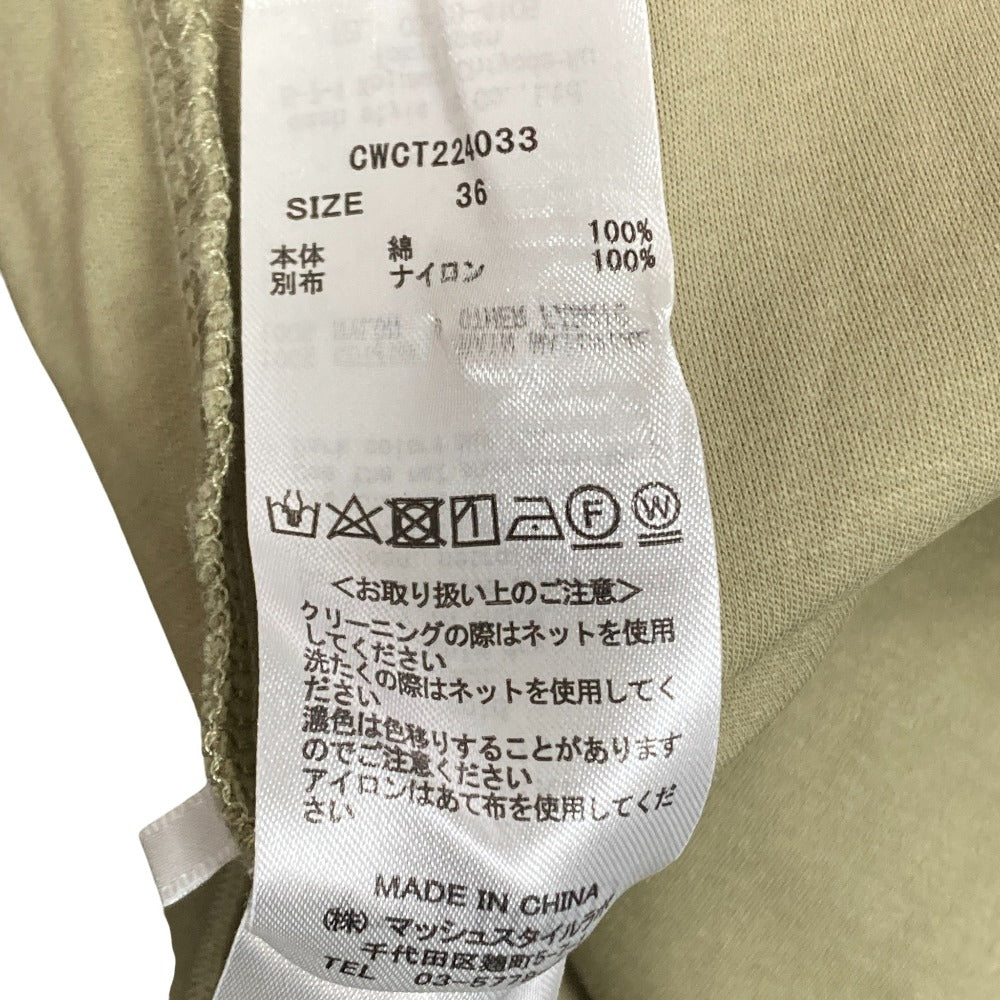 CWCT224033
SIZE 36
本体 綿 100%
別布 ナイロン 100%
F W
<お取り扱い上のご注意>
クリーニングの際はネットを使用
してください
洗たくの際はネットを使用してく
ださい
濃色は色移りすることがあります
のでご注意ください
アイロンはあて布を使用してくだ
さい
MADE IN CHINA
(株) マッシュスタイルラボ
千代田区麹町5-7
TEL 03-5778